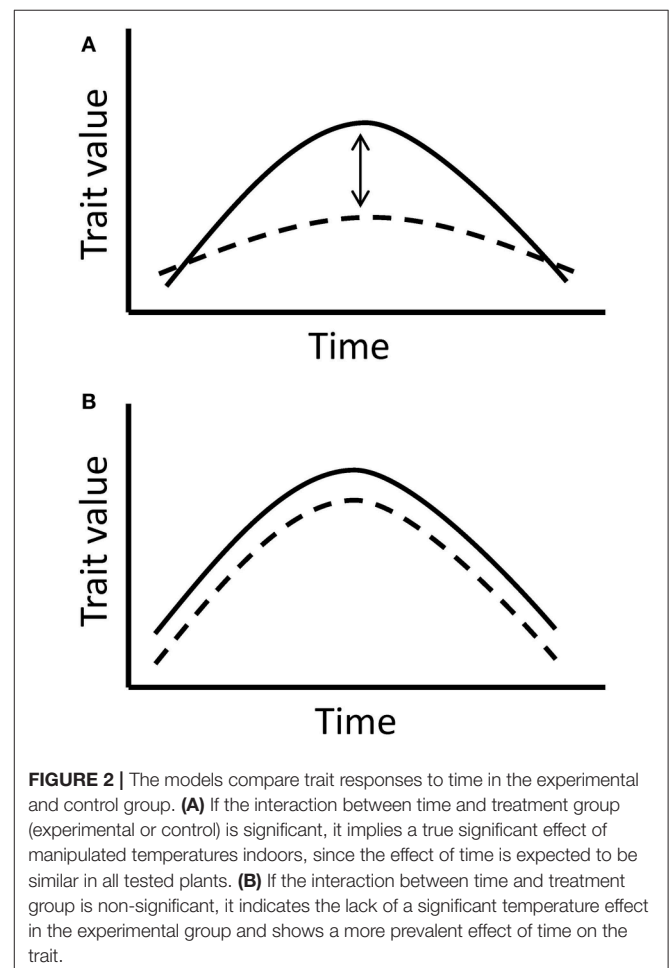 A
Trait value
Time
B
Trait value
Time
FIGURE 2 | The models compare trait responses to time in the experimental
and control group. (A) If the interaction between time and treatment group
(experimental or control) is significant, it implies a true significant effect of
manipulated temperatures indoors, since the effect of time is expected to be
similar in all tested plants. (B) If the interaction between time and treatment
group is non-significant, it indicates the lack of a significant temperature effect
in the experimental group and shows a more prevalent effect of time on the
trait.